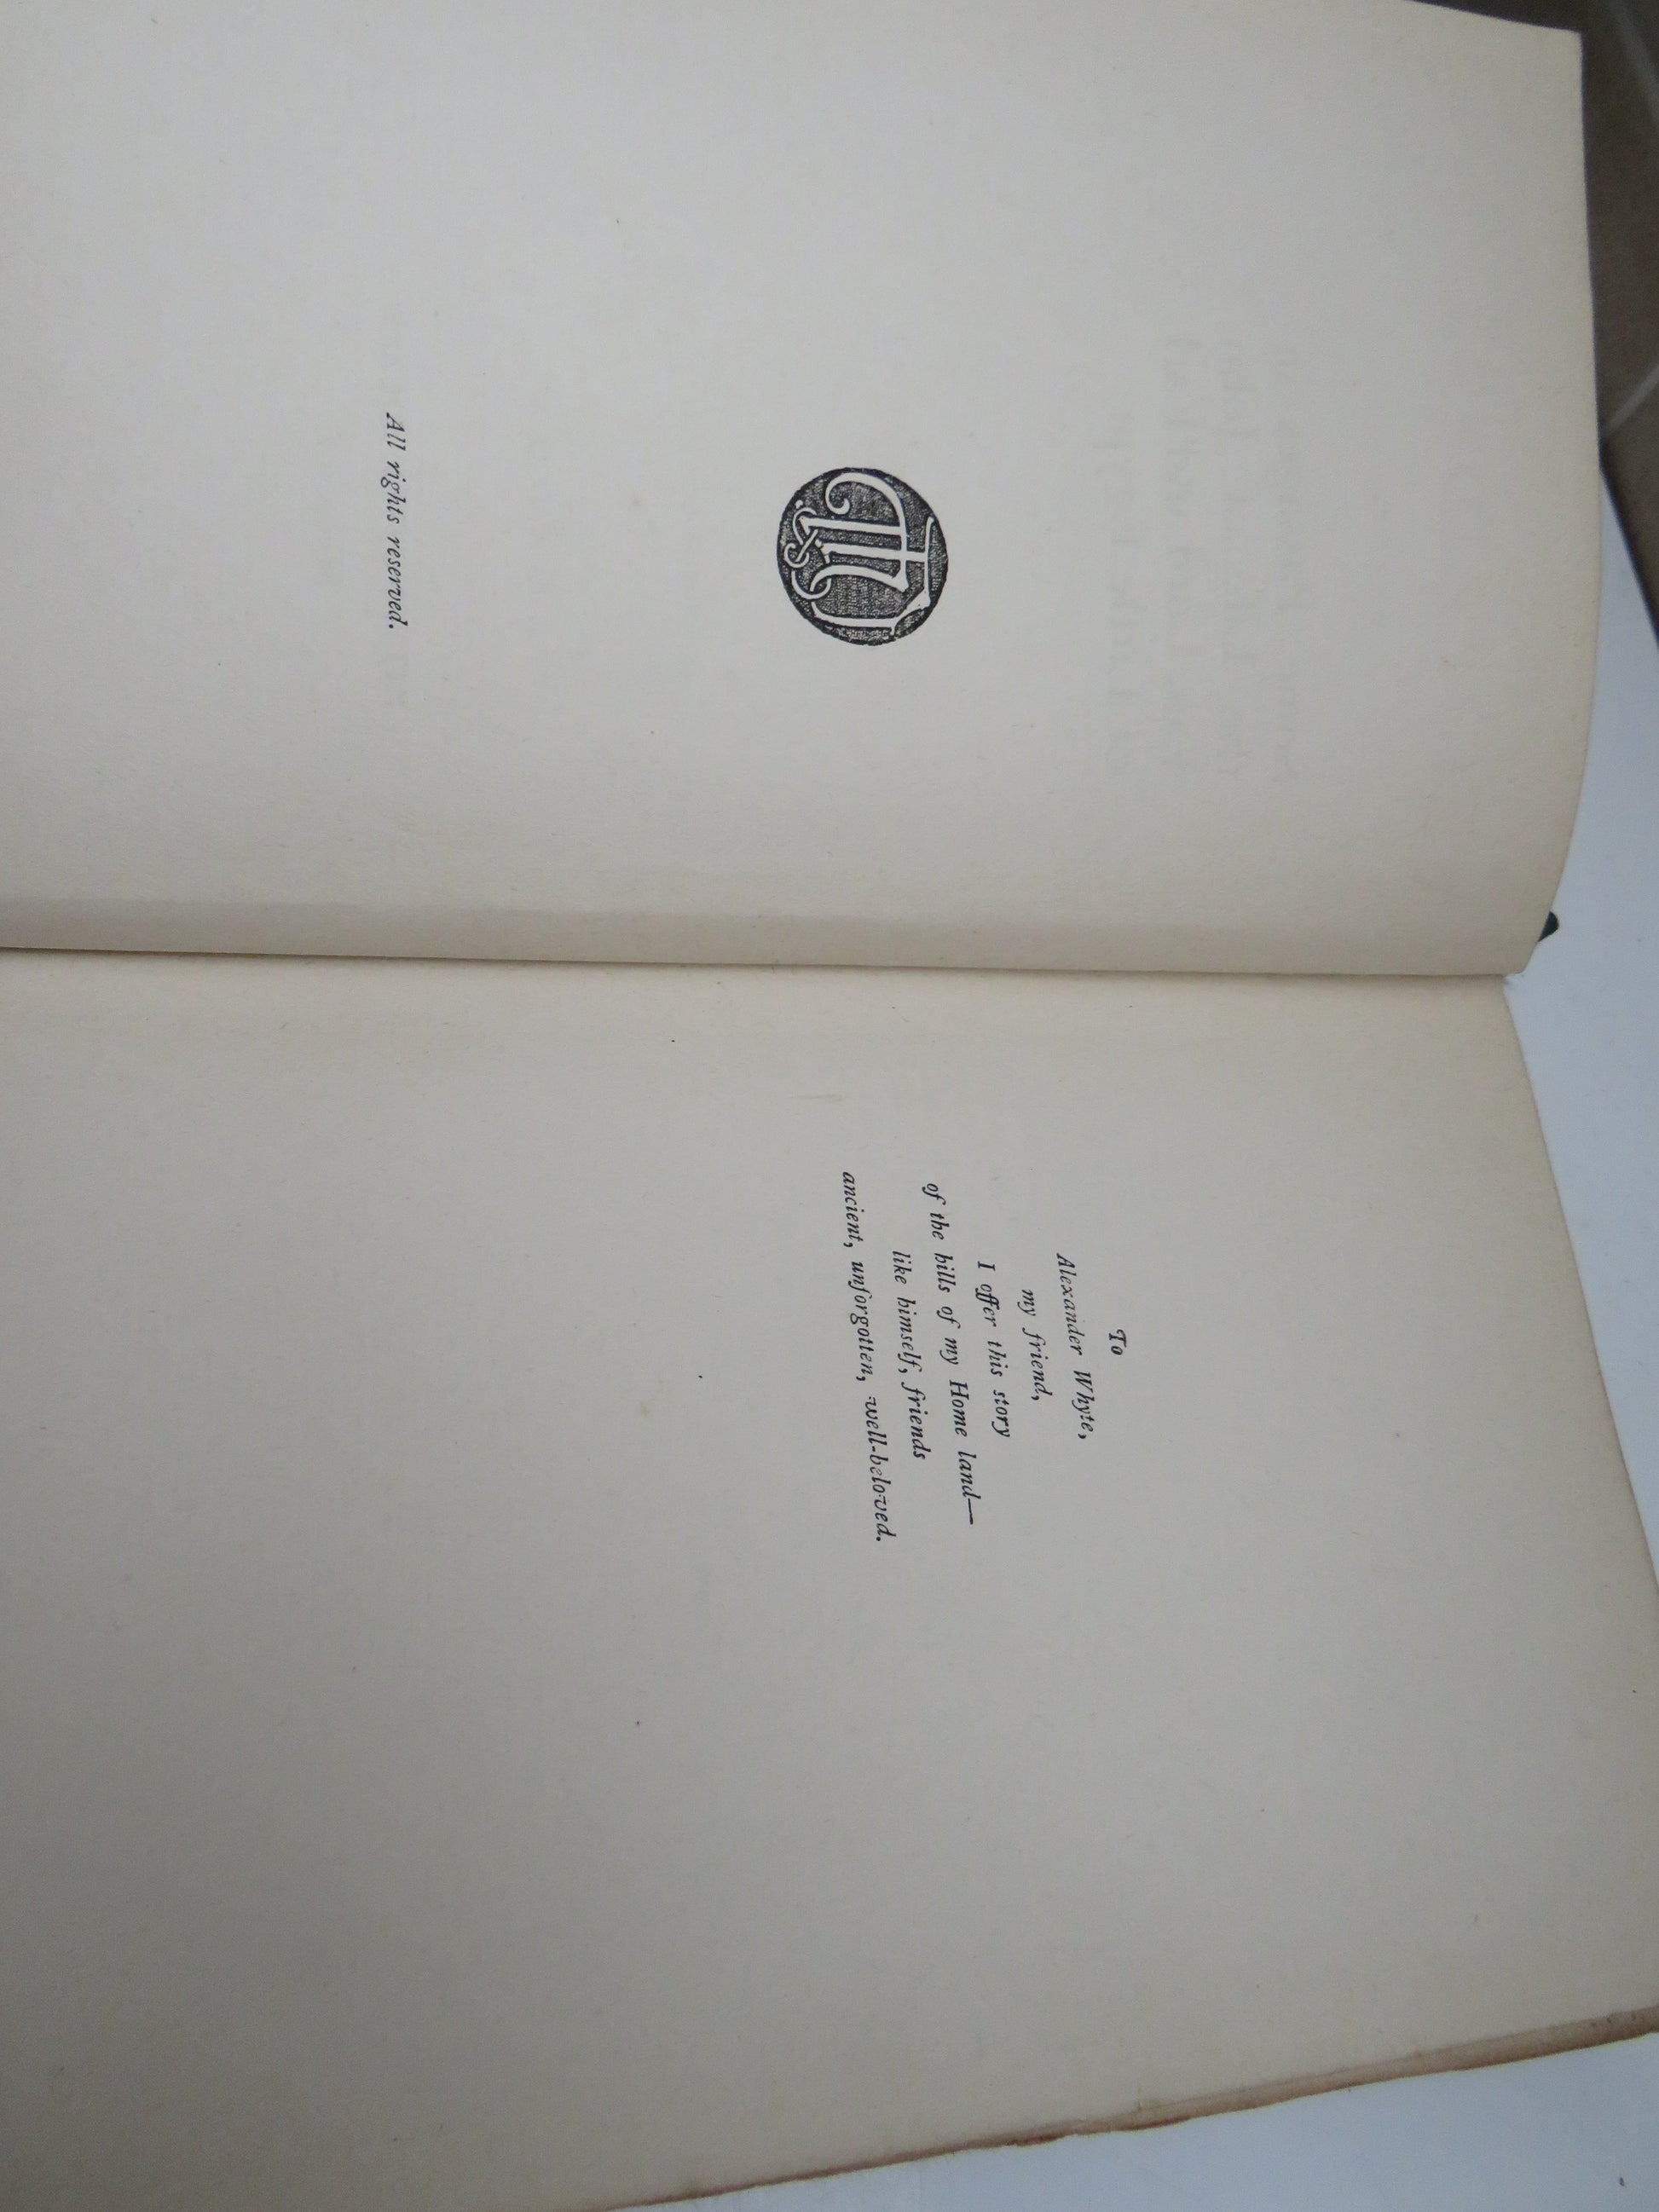 All rights reserved.
To
Alexander Whyte,
my friend,
I offer this story
of the hills of my Home land—
like himself, friends
ancient, unforgotten, well-beloved.